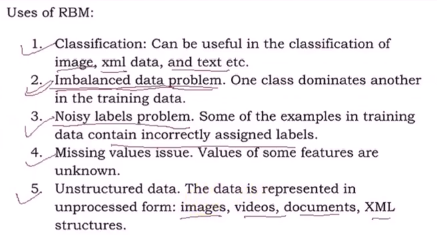 Uses of RBM:
1. Classification: Can be useful in the classification of
image, xml data, and text etc.
2. Imbalanced data problem. One class dominates another
in the training data.
3. Noisy labels problem. Some of the examples in training
data contain incorrectly assigned labels.
4. Missing values issue. Values of some features are
unknown.
5. Unstructured data. The data is represented in
unprocessed form: images, videos, documents, XML
structures.